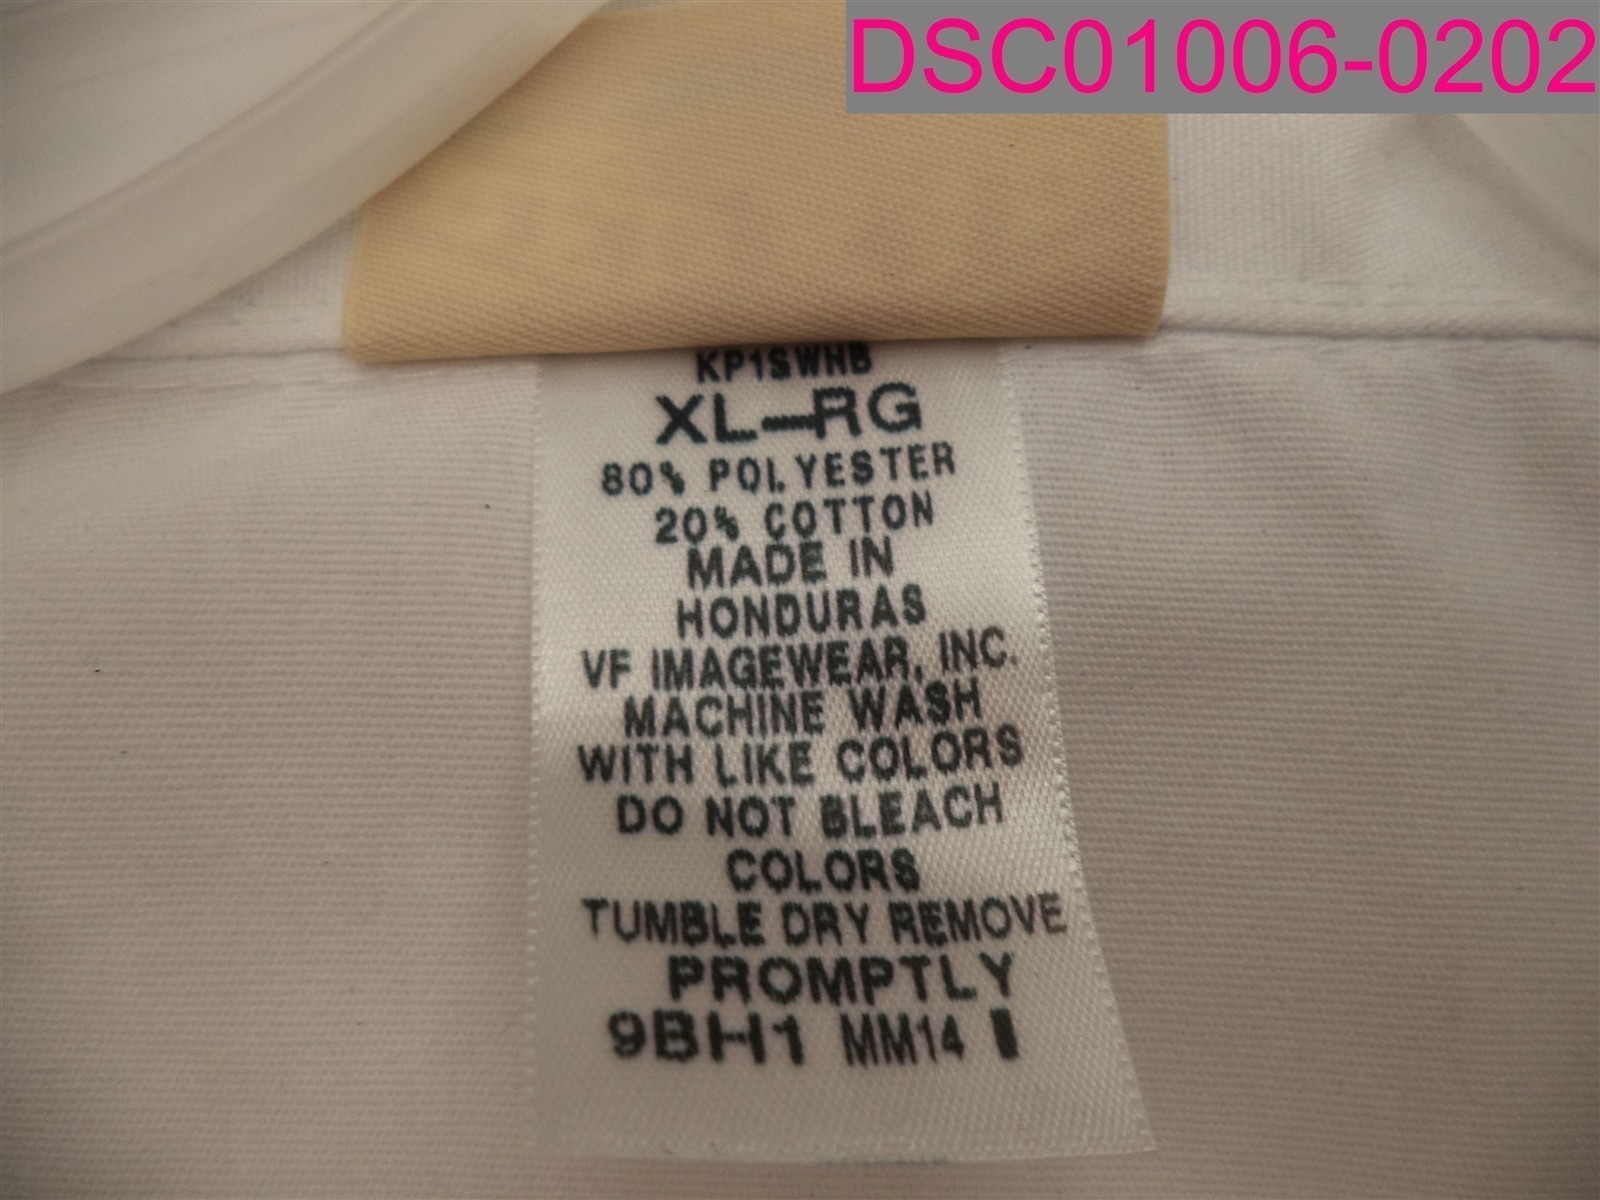 DSC01006-0202
KP1SWHB
XL-RG
80% POLYESTER
20% COTTON
MADE IN
HONDURAS
VF IMAGEWEAR, INC.
MACHINE WASH
WITH LIKE COLORS
DO NOT BLEACH
COLORS
TUMBLE DRY REMOVE
PROMPTLY
9BH1 MM14